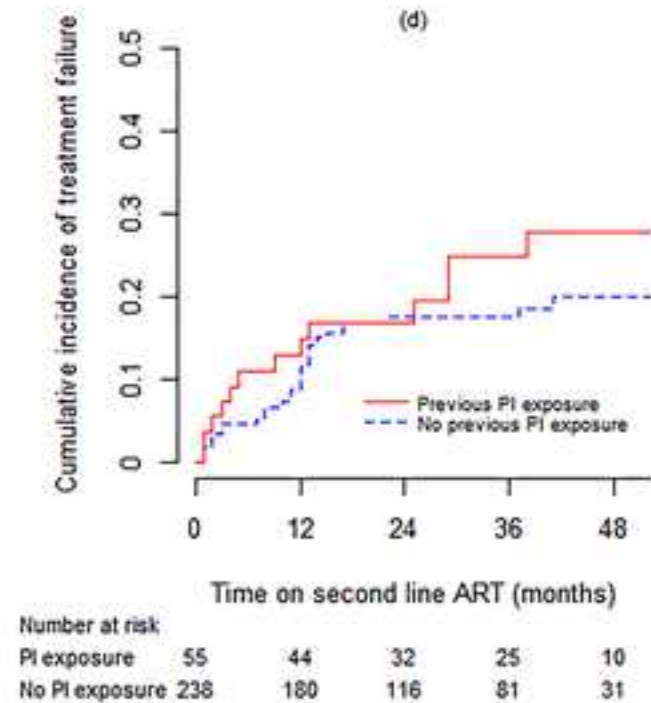 (d)
Cumulative incidence of treatment failure
0.5
0.4
0.3
0.2
0.1
0
Previous PI exposure
No previous PI exposure
0 12 24 36 48
Time on second line ART (months)
Number at risk
PI exposure 55 44 32 25 10
No PI exposure 238 180 116 81 31